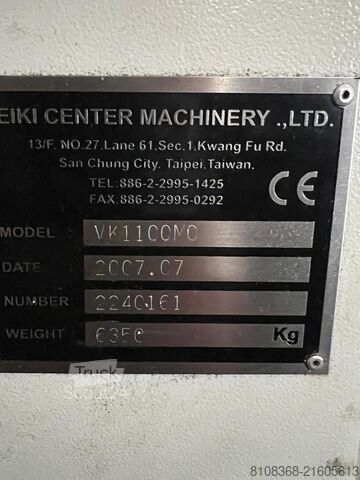 EIKI CENTER MACHINERY .,LTD.
13/F. NO.27.Lane 61,Sec.1,Kwang Fu Rd.
San Chung City. Taipei,Taiwan.
TEL:886-2-2995-1425
FAX.886-2-2995-0292
CE
MODEL VK1100MC
DATE 2007.07
NUMBER 2240161
WEIGHT 6350 Kg
Truck
Scout24
8108368-21605613